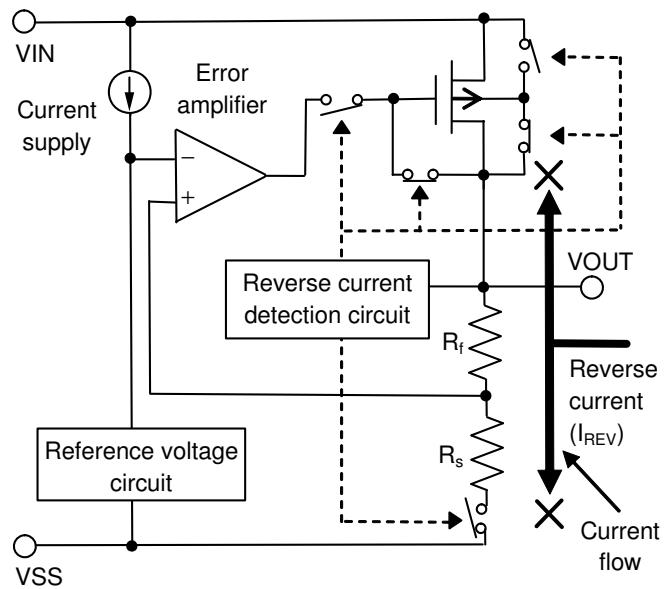 VIN
Error
amplifier
Current
supply
−
+
Reverse current
detection circuit
VOUT
Rf
Reverse
current
(IREV)
Reference voltage
circuit
Rs
Current
flow
VSS